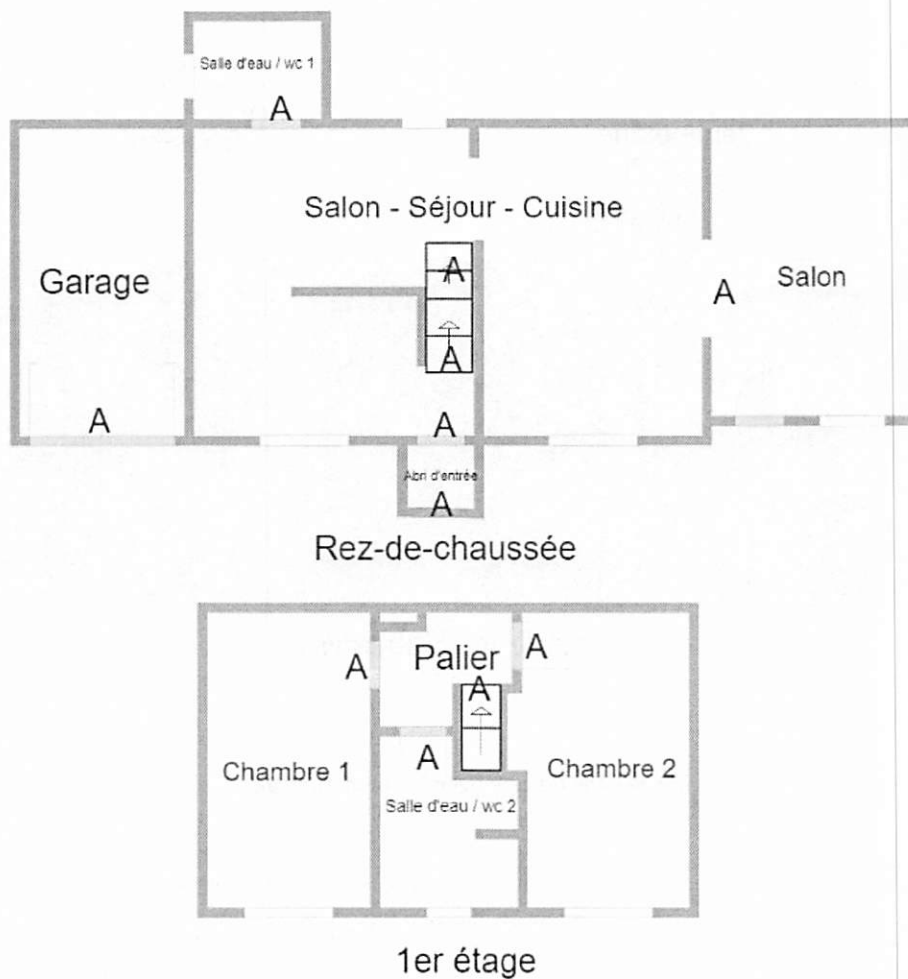 Salle d'eau / wc 1
A
Salon - Séjour - Cuisine
A
Garage
Salon
A
A
A
A
Abri d'entrée
A
Rez-de-chaussée
A
Palier
A
A
A
Chambre 1
Chambre 2
Salle d'eau / wc 2
1er étage